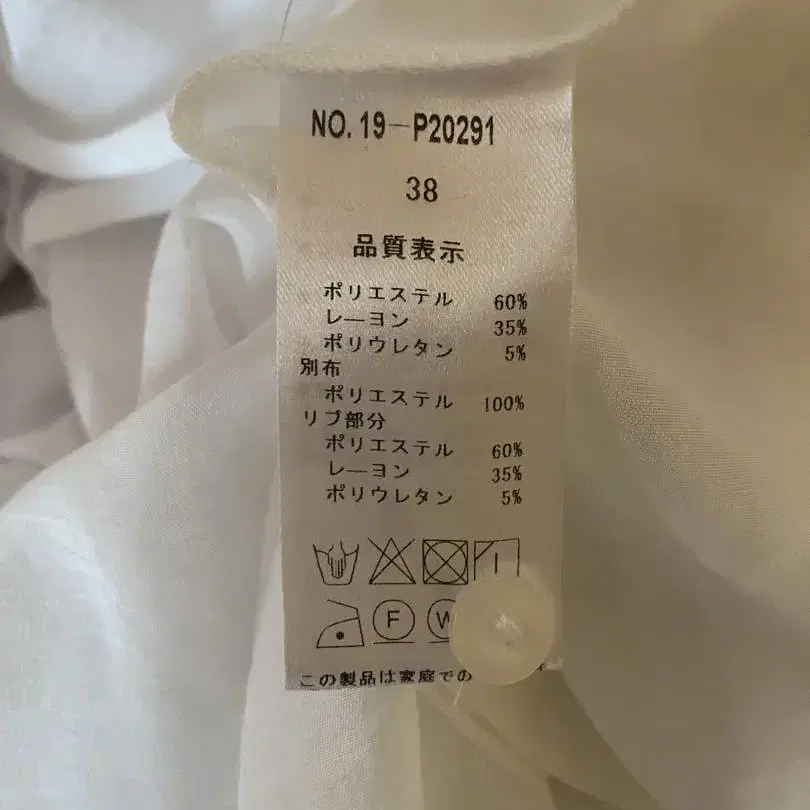 NO.19-P20291
38
品質表示
ポリエステル 60%
レーヨン 35%
ポリウレタン 5%
別布
ポリエステル 100%
リブ部分
ポリエステル 60%
レーヨン 35%
ポリウレタン 5%
F W
この製品は家庭での